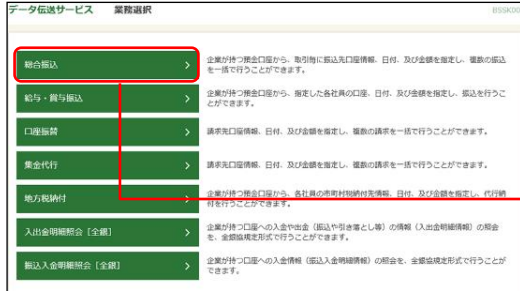 データ伝送サービス 業務選択
BSSK00
総合振込
企業が持つ預金口座から、取引毎に振込先口座情報、日付、及び金額を指定し、複数の振込
を一括で行うことができます。
給与・賞与振込
企業が持つ預金口座から、指定した各社員の口座、日付、及び金額を指定し、振込を行うこ
とができます。
口座振替
請求先口座情報、日付、及び金額を指定し、複数の請求を一括で行うことができます。
集金代行
請求先口座情報、日付、及び金額を指定し、複数の請求を一括で行うことができます。
地方税納付
企業が持つ預金口座から、各社員の市町村税納付先情報、日付、及び金額を指定し、代行納
付を行うことができます。
入出金明細照会［全銀］
企業が持つ口座への入金や出金（振込や引き落とし等）の情報（入出金明細情報）の照会
を、全銀協規定形式で行うことができます。
振込入金明細照会［全銀］
企業が持つ口座への入金情報（振込入金明細情報）の照会を、全銀協規定形式で行うことが
できます。